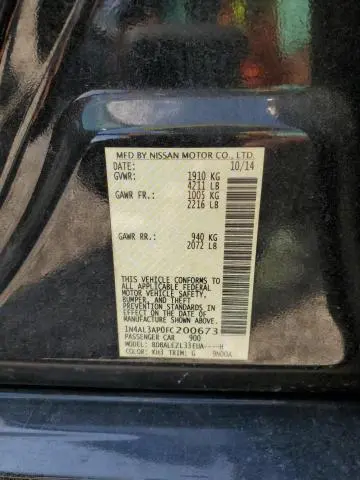 MFD BY NISSAN MOTOR CO., LTD.
DATE: 10/14
GVWR: 1910 KG
4211 LB
GAWR FR.: 1005 KG
2216 LB
GAWR RR.: 940 KG
2072 LB
THIS VEHICLE CONFORMS TO
ALL APPLICABLE FEDERAL
MOTOR VEHICLE SAFETY,
BUMPER, AND THEFT PREVENTION
STANDARDS IN EFFECT ON THE DATE
OF MANUFACTURE SHOWN ABOVE.
1N4AL3AP0FC200673
PASSENGER CAR 900
MODEL: BDBALEZL33EUA----H
COLOR: KH3 TRIM: G 9N00A